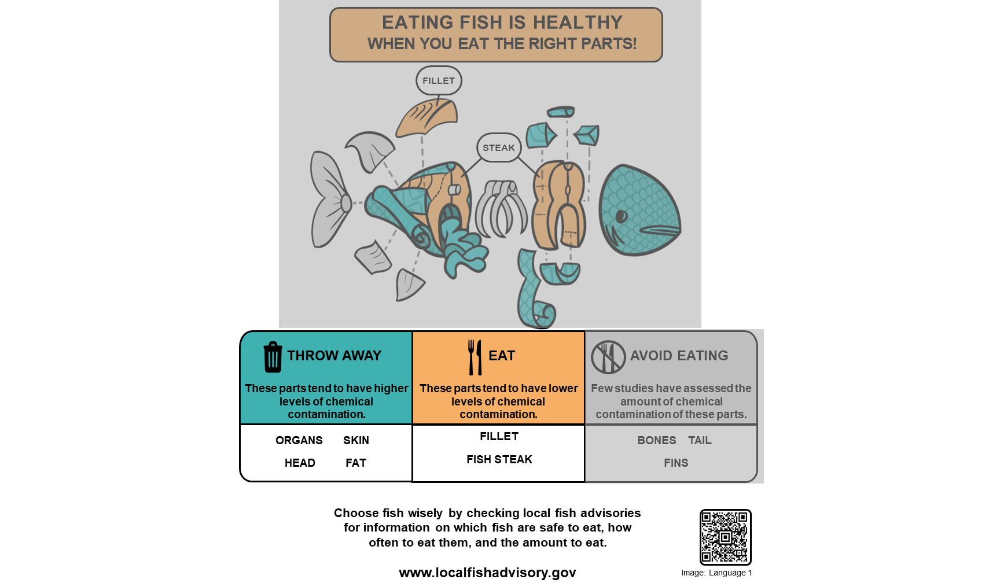 EATING FISH IS HEALTHY
WHEN YOU EAT THE RIGHT PARTS!
FILLET
STEAK
THROW AWAY
These parts tend to have higher
levels of chemical
contamination.
ORGANS SKIN
HEAD FAT
EAT
These parts tend to have lower
levels of chemical
contamination.
FILLET
FISH STEAK
AVOID EATING
Few studies have assessed the
amount of chemical
contamination of these parts.
BONES TAIL
FINS
Choose fish wisely by checking local fish advisories
for information on which fish are safe to eat, how
often to eat them, and the amount to eat.
www.localfishadvisory.gov
Image: Language 1